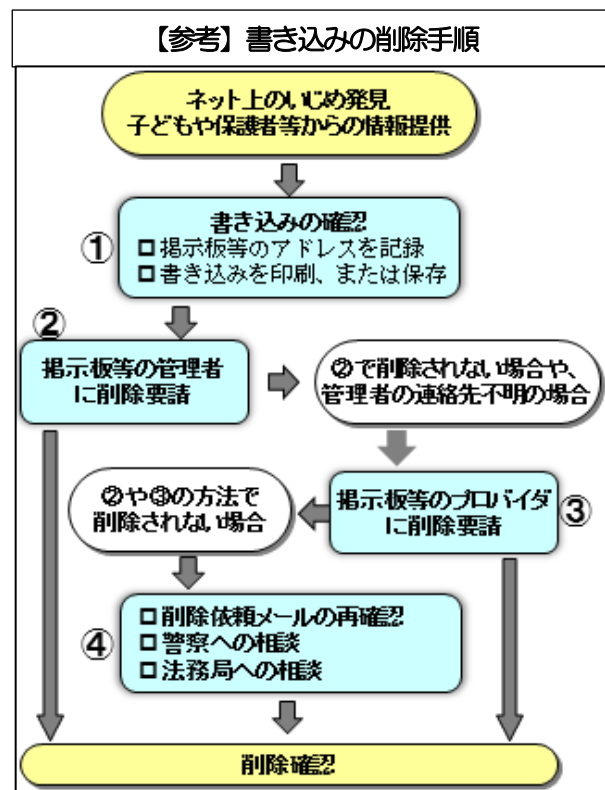 【参考】書き込みの削除手順
ネット上のいじめ発見
子どもや保護者等からの情報提供
①
書き込みの確認
□掲示板等のアドレスを記録
□書き込みを印刷、または保存
②
掲示板等の管理者
に削除要請
②で削除されない場合や、
管理者の連絡先不明の場合
掲示板等のプロバイダ
に削除要請
③
②や③の方法で
削除されない場合
④
□削除依頼メールの再確認
□警察への相談
□法務局への相談
削除確認